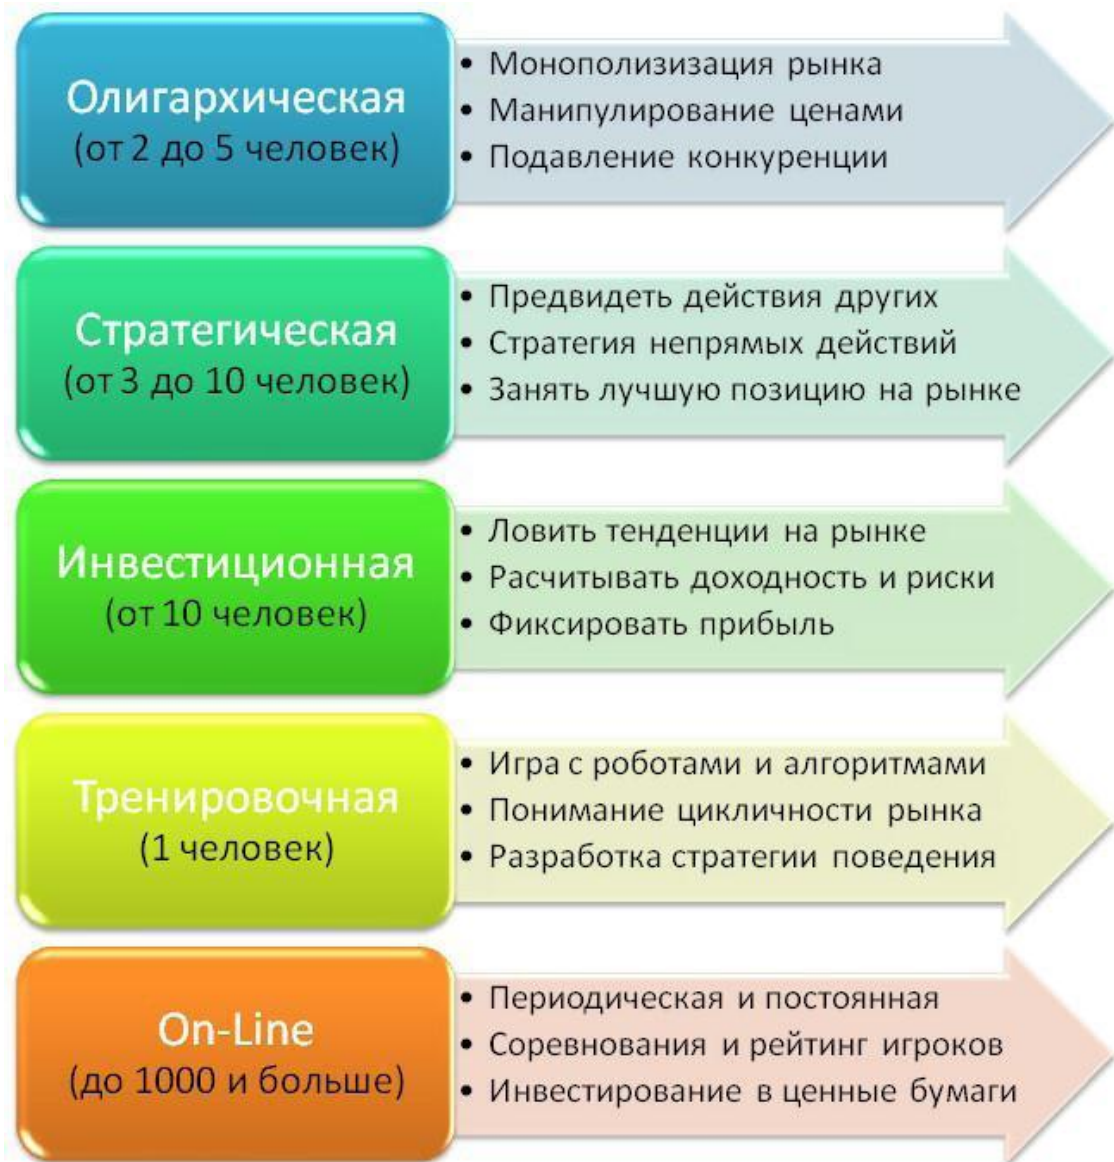 Олигархическая
(от 2 до 5 человек)
• Монополизизация рынка
• Манипулирование ценами
• Подавление конкуренции
Стратегическая
(от 3 до 10 человек)
• Предвидеть действия других
• Стратегия непрямых действий
• Занять лучшую позицию на рынке
Инвестиционная
(от 10 человек)
• Ловить тенденции на рынке
• Расчитывать доходность и риски
• Фиксировать прибыль
Тренировочная
(1 человек)
• Игра с роботами и алгоритмами
• Понимание цикличности рынка
• Разработка стратегии поведения
On-Line
(до 1000 и больше)
• Периодическая и постоянная
• Соревнования и рейтинг игроков
• Инвестирование в ценные бумаги